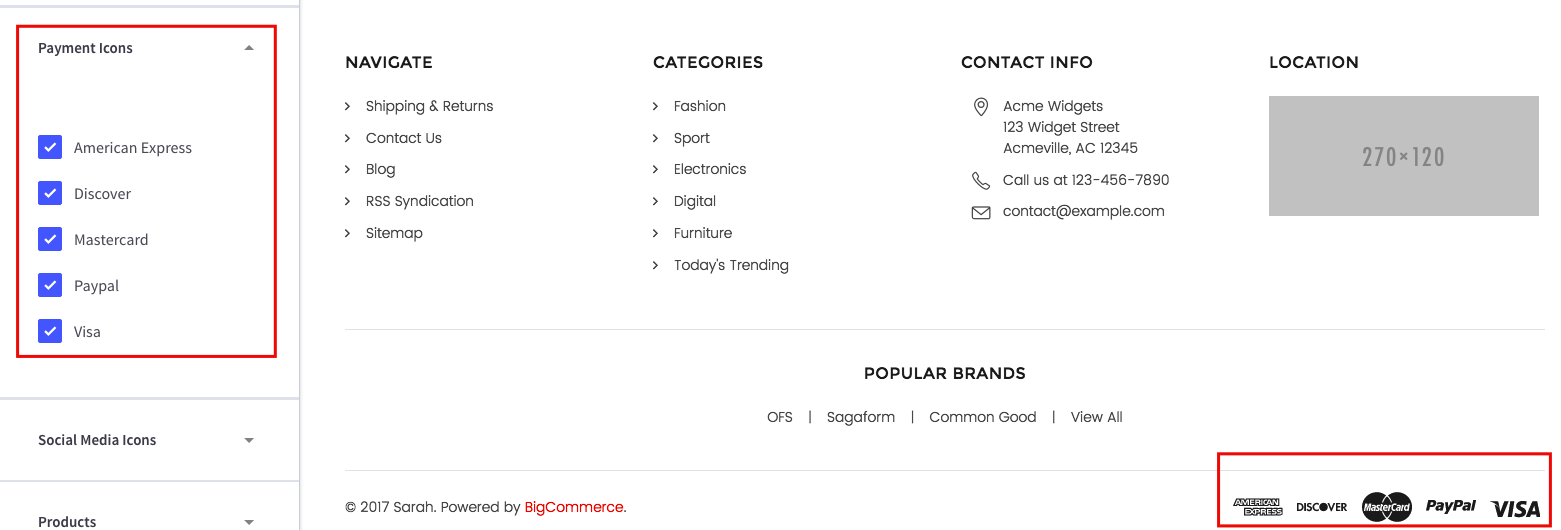 Payment Icons
American Express
Discover
Mastercard
Paypal
Visa
Social Media Icons
Products
NAVIGATE
Shipping & Returns
Contact Us
Blog
RSS Syndication
Sitemap
CATEGORIES
Fashion
Sport
Electronics
Digital
Furniture
Today's Trending
CONTACT INFO
Acme Widgets
123 Widget Street
Acmeville, AC 12345
Call us at 123-456-7890
contact@example.com
LOCATION
270×120
POPULAR BRANDS
OFS | Sagaform | Common Good | View All
© 2017 Sarah. Powered by BigCommerce.
AMERICAN
EXPRESS
DISCOVER
MasterCard
PayPal
VISA